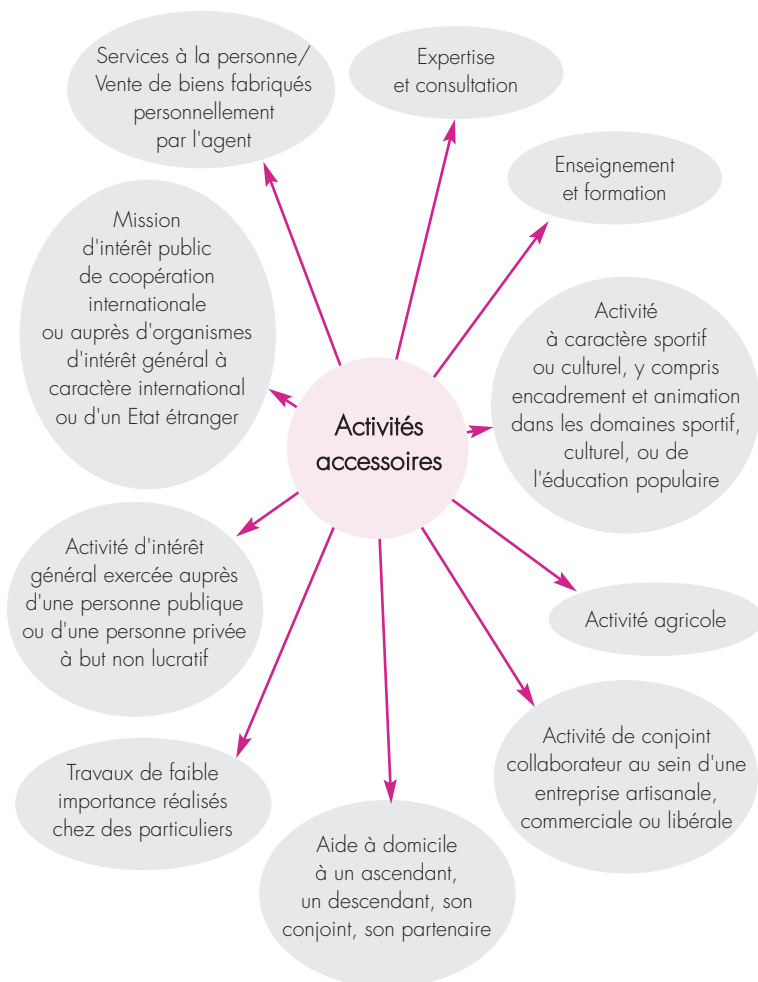 Services à la personne/
Vente de biens fabriqués
personnellement
par l'agent
Expertise
et consultation
Enseignement
et formation
Mission
d'intérêt public
de coopération
internationale
ou auprès d'organismes
d'intérêt général à
caractère international
ou d'un Etat étranger
Activité
à caractère sportif
ou culturel, y compris
encadrement et animation
dans les domaines sportif,
culturel, ou de
l'éducation populaire
Activités
accessoires
Activité d'intérêt
général exercée auprès
d'une personne publique
ou d'une personne privée
à but non lucratif
Activité agricole
Travaux de faible
importance réalisés
chez des particuliers
Activité de conjoint
collaborateur au sein d'une
entreprise artisanale,
commerciale ou libérale
Aide à domicile
à un ascendant,
un descendant, son
conjoint, son partenaire